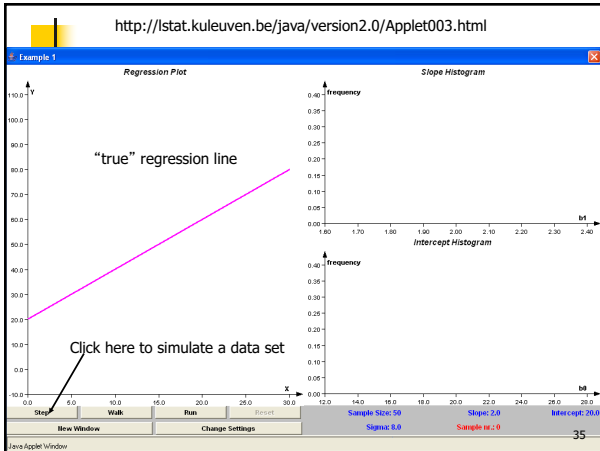 http://lstat.kuleuven.be/java/version2.0/Applet003.html
Example 1
Regression Plot
Y
110.0
100.0
90.0
80.0
70.0
60.0
50.0
40.0
30.0
20.0
10.0
0.0
-10.0
“true” regression line
Click here to simulate a data set
X
0.0 5.0 10.0 15.0 20.0 25.0 30.0
Slope Histogram
frequency
0.40
0.35
0.30
0.25
0.20
0.15
0.10
0.05
0.00
b1
1.60 1.70 1.80 1.90 2.00 2.10 2.20 2.30 2.40
Intercept Histogram
frequency
0.40
0.35
0.30
0.25
0.20
0.15
0.10
0.05
0.00
b0
12.0 14.0 16.0 18.0 20.0 22.0 24.0 26.0 28.0
Step Walk Run Reset
New Window Change Settings
Sample Size: 50 Slope: 2.0 Intercept: 20.0
Sigma: 8.0 Sample nr.: 0
35
Java Applet Window